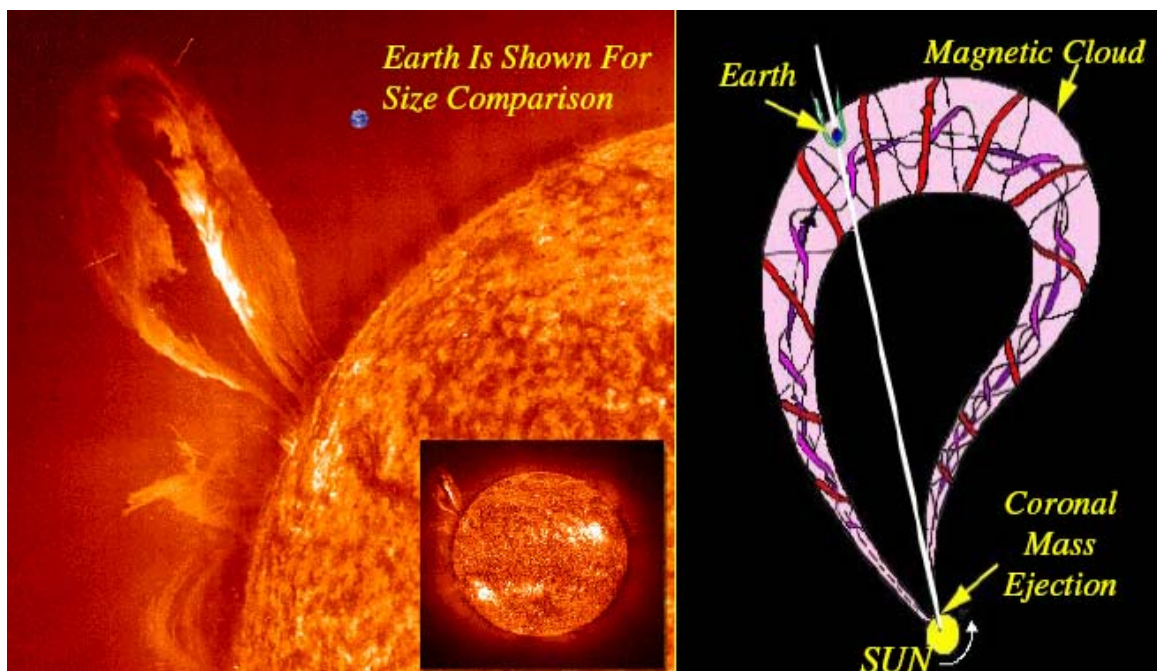 Earth Is Shown For
Size Comparison
Magnetic Cloud
Earth
Coronal
Mass
Ejection
SUN